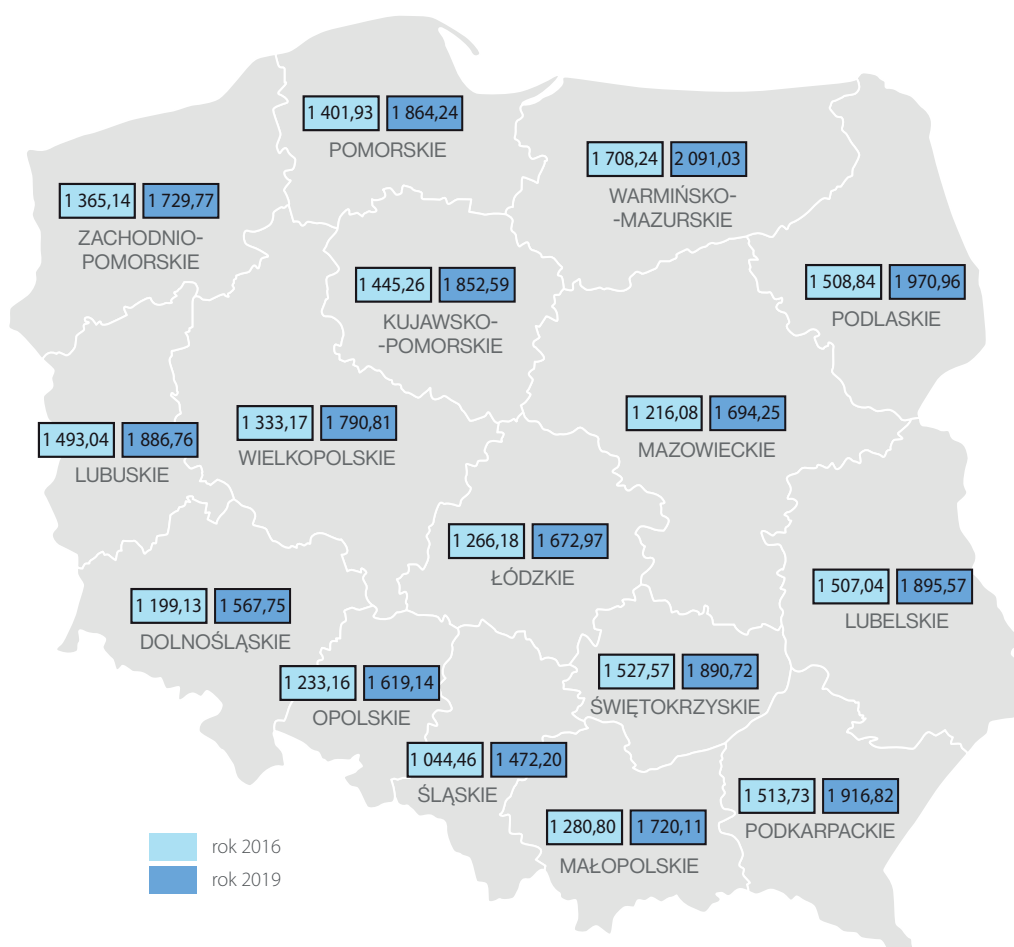 1 401,93 1 864,24
POMORSKIE
1 708,24 2 091,03
WARMIŃSKO-
-MAZURSKIE
1 365,14 1 729,77
ZACHODNIO-
POMORSKIE
1 445,26 1 852,59
KUJAWSKO-
-POMORSKIE
1 508,84 1 970,96
PODLASKIE
1 493,04 1 886,76
LUBUSKIE
1 333,17 1 790,81
WIELKOPOLSKIE
1 216,08 1 694,25
MAZOWIECKIE
1 266,18 1 672,97
ŁÓDZKIE
1 199,13 1 567,75
DOLNOŚLĄSKIE
1 507,04 1 895,57
LUBELSKIE
1 233,16 1 619,14
OPOLSKIE
1 527,57 1 890,72
ŚWIĘTOKRZYSKIE
1 044,46 1 472,20
ŚLĄSKIE
1 280,80 1 720,11
MAŁOPOLSKIE
1 513,73 1 916,82
PODKARPACKIE
rok 2016
rok 2019